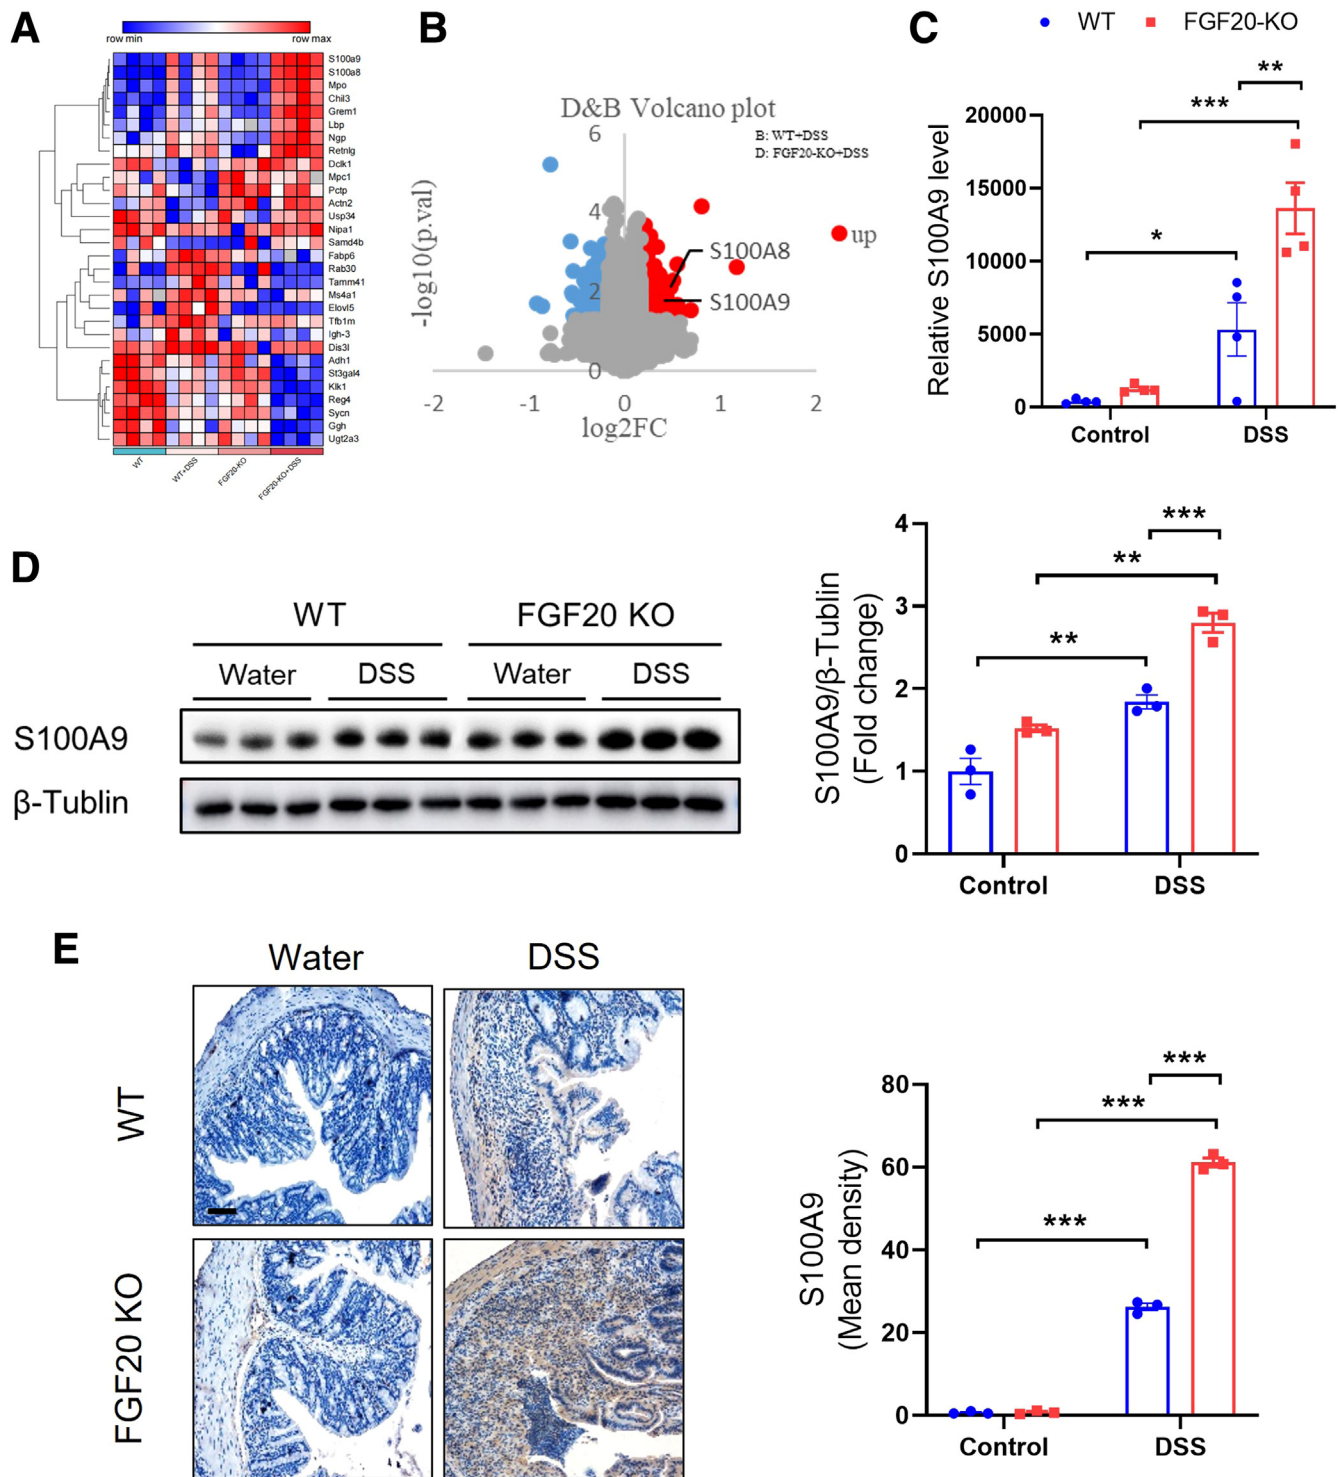 A
row min
row max
S100a9
S100a8
Mpo
Chil3
Grem1
Lbp
Ngp
Retnlg
Dclk1
Mpc1
Pctp
Actn2
Usp34
Nipa1
Samd4b
Fabp6
Rab30
Tamm41
Ms4a1
Elovl5
Tfb1m
Igh-3
Dis3l
Adh1
St3gal4
Klk1
Reg4
Sycn
Ggh
Ugt2a3
WT
WT+DSS
FGF20-KO
FGF20-KO+DSS
B
D&B Volcano plot
B: WT+DSS
D: FGF20-KO+DSS
-log10(p.val)
6
4
2
0
up
S100A8
S100A9
-2
-1
0
1
2
log2FC
C
WT
FGF20-KO
**
***
*
Relative S100A9 level
20000
15000
10000
5000
0
Control
DSS
D
WT
FGF20 KO
Water
DSS
Water
DSS
S100A9
β-Tublin
***
**
**
S100A9/β-Tublin
(Fold change)
4
3
2
1
0
Control
DSS
E
Water
DSS
WT
FGF20 KO
***
***
***
S100A9
(Mean density)
80
60
40
20
0
Control
DSS